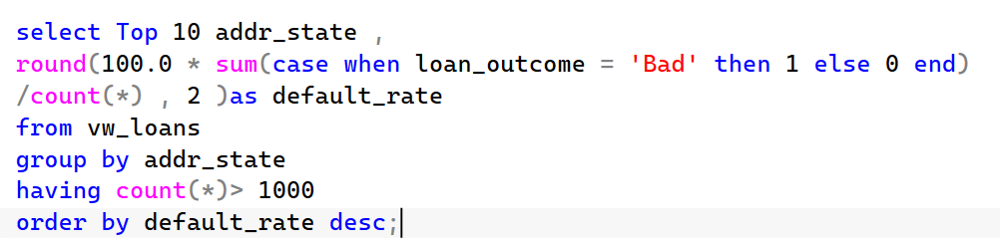 select Top 10 addr_state ,
round(100.0 * sum(case when loan_outcome = 'Bad' then 1 else 0 end)
/count(*) , 2 )as default_rate
from vw_loans
group by addr_state
having count(*)> 1000
order by default_rate desc;